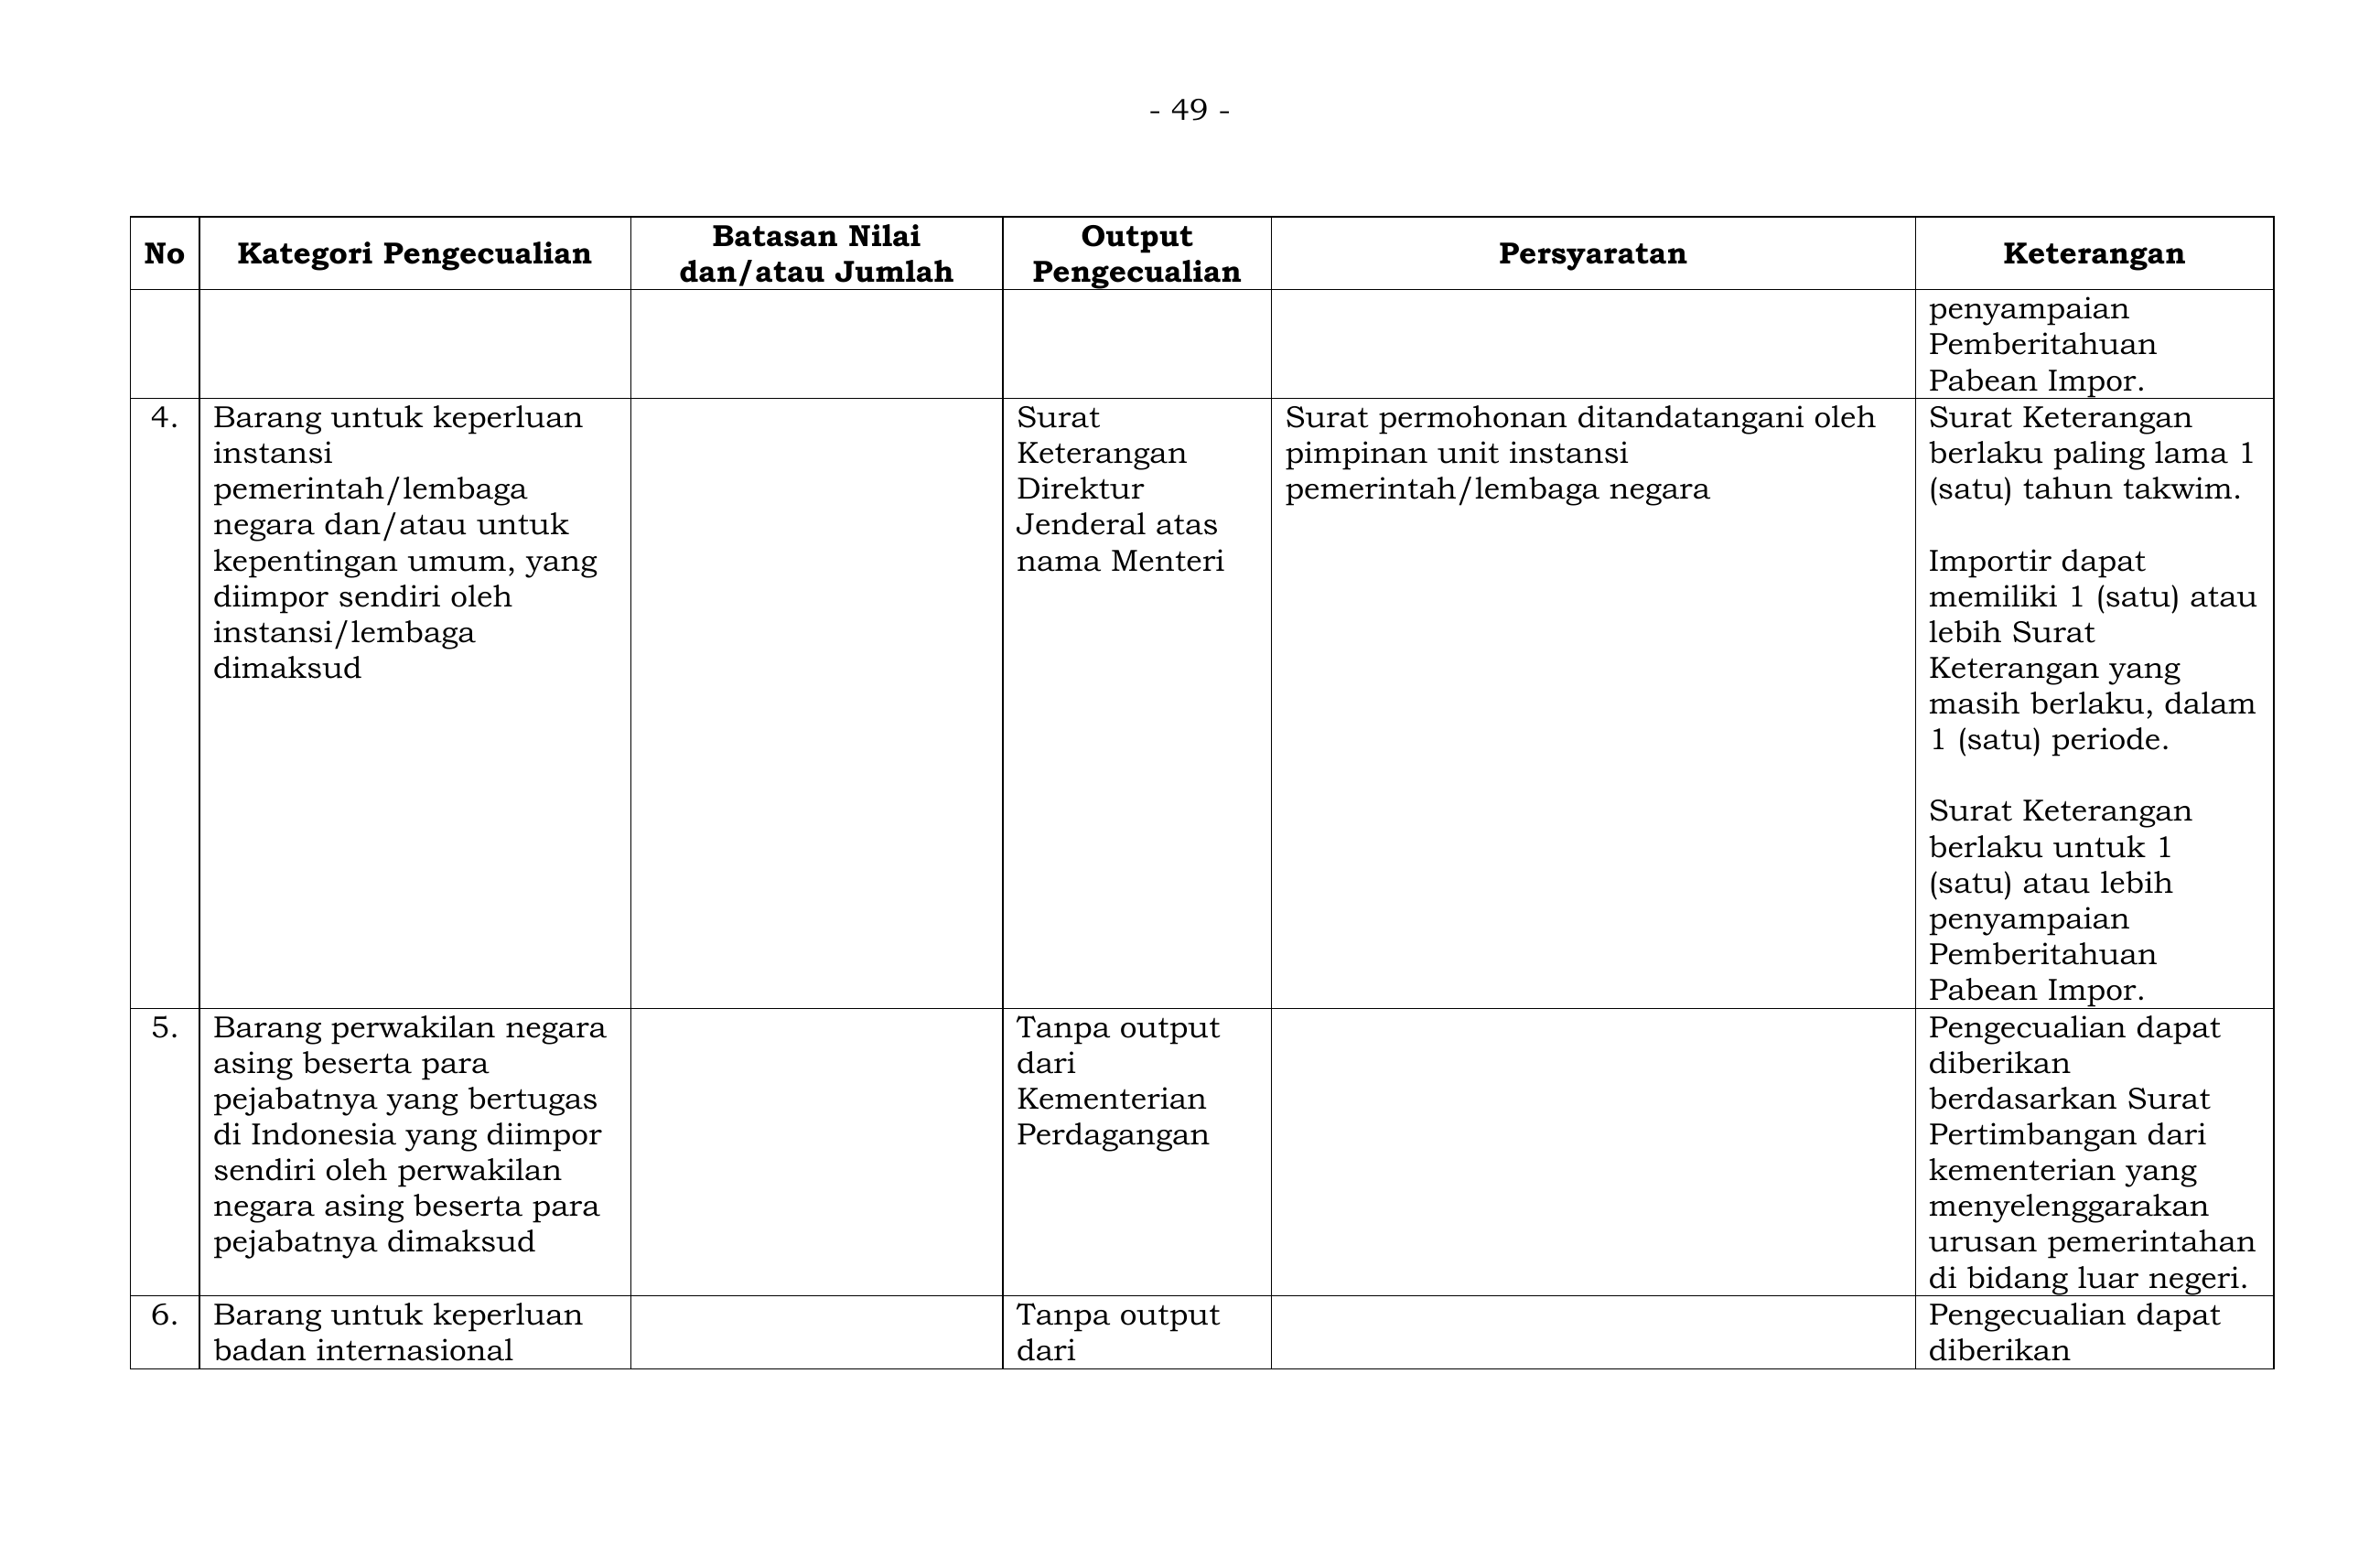 - 49 -
No
Kategori Pengecualian
Batasan Nilai
dan/atau Jumlah
Output
Pengecualian
Persyaratan
Keterangan
penyampaian
Pemberitahuan
Pabean Impor.
4.
Barang untuk keperluan
instansi
pemerintah/lembaga
negara dan/atau untuk
kepentingan umum, yang
diimpor sendiri oleh
instansi/lembaga
dimaksud
Surat
Keterangan
Direktur
Jenderal atas
nama Menteri
Surat permohonan ditandatangani oleh
pimpinan unit instansi
pemerintah/lembaga negara
Surat Keterangan
berlaku paling lama 1
(satu) tahun takwim.
Importir dapat
memiliki 1 (satu) atau
lebih Surat
Keterangan yang
masih berlaku, dalam
1 (satu) periode.
Surat Keterangan
berlaku untuk 1
(satu) atau lebih
penyampaian
Pemberitahuan
Pabean Impor.
5.
Barang perwakilan negara
asing beserta para
pejabatnya yang bertugas
di Indonesia yang diimpor
sendiri oleh perwakilan
negara asing beserta para
pejabatnya dimaksud
Tanpa output
dari
Kementerian
Perdagangan
Pengecualian dapat
diberikan
berdasarkan Surat
Pertimbangan dari
kementerian yang
menyelenggarakan
urusan pemerintahan
di bidang luar negeri.
6.
Barang untuk keperluan
badan internasional
Tanpa output
dari
Pengecualian dapat
diberikan